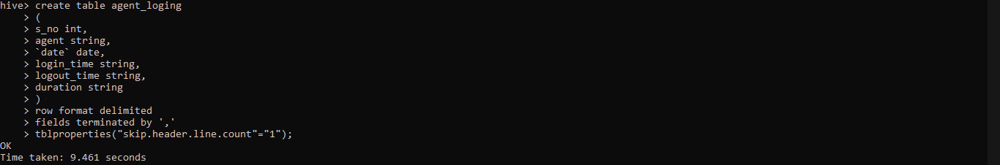 hive> create table agent_loging
    > (
    > s_no int,
    > agent string,
    > `date` date,
    > login_time string,
    > logout_time string,
    > duration string
    > )
    > row format delimited
    > fields terminated by ','
    > tblproperties("skip.header.line.count"="1");
OK
Time taken: 9.461 seconds